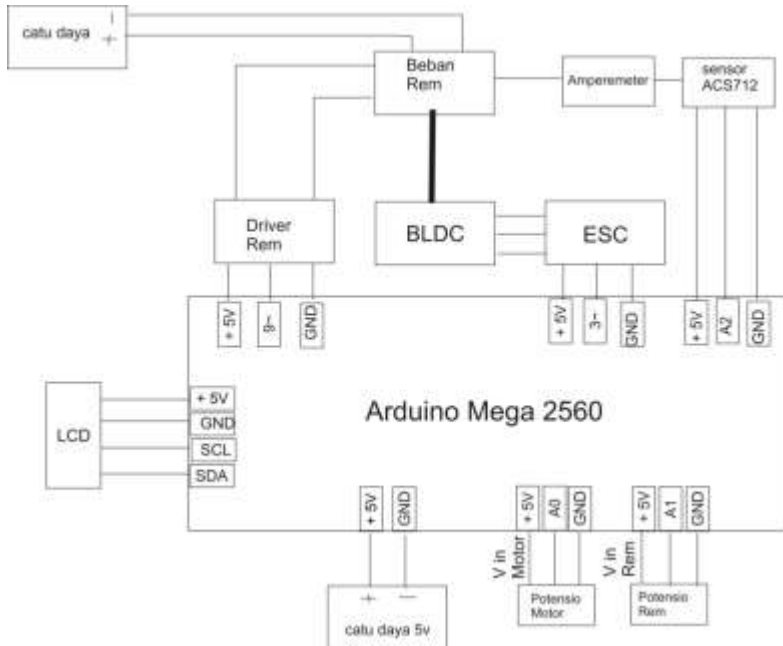 catu daya
−
+
Beban
Rem
Amperemeter
sensor
ACS712
Driver
Rem
BLDC
ESC
+ 5V
9~
GND
+ 5V
3~
GND
+ 5V
A2
GND
LCD
+ 5V
GND
SCL
SDA
Arduino Mega 2560
+ 5V
GND
V in
Motor
+ 5V
A0
GND
V in
Rem
+ 5V
A1
GND
+
−
catu daya 5v
Potensio
Motor
Potensio
Rem